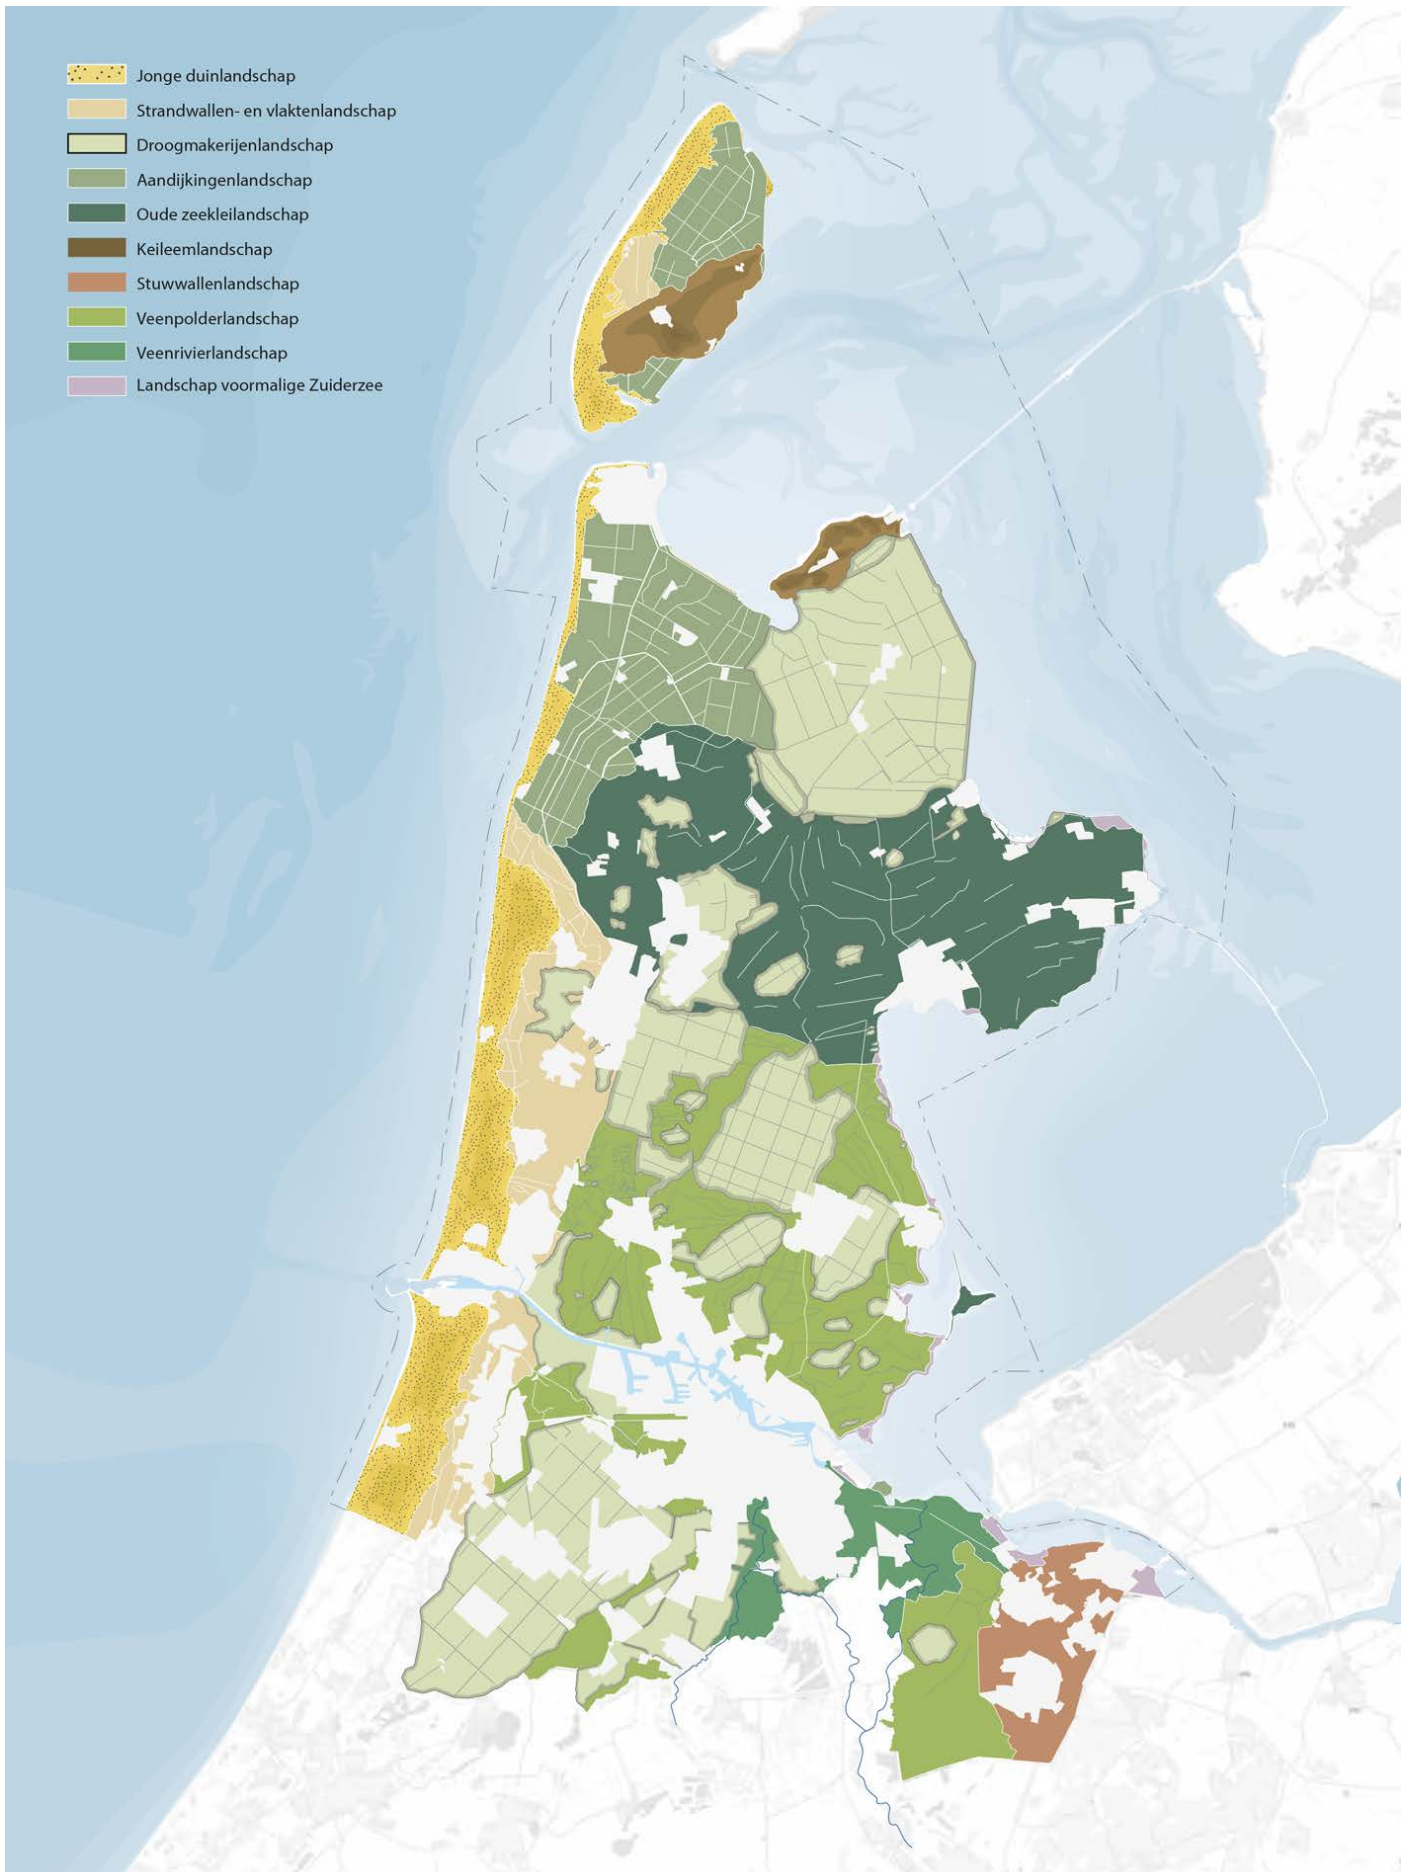 Jonge duinlandschap
Strandwallen- en vlaktenlandschap
Droogmakerijenlandschap
Aandijkingenlandschap
Oude zeekleilandschap
Keileemlandschap
Stuwwallenlandschap
Veenpolderlandschap
Veenrivierlandschap
Landschap voormalige Zuiderzee